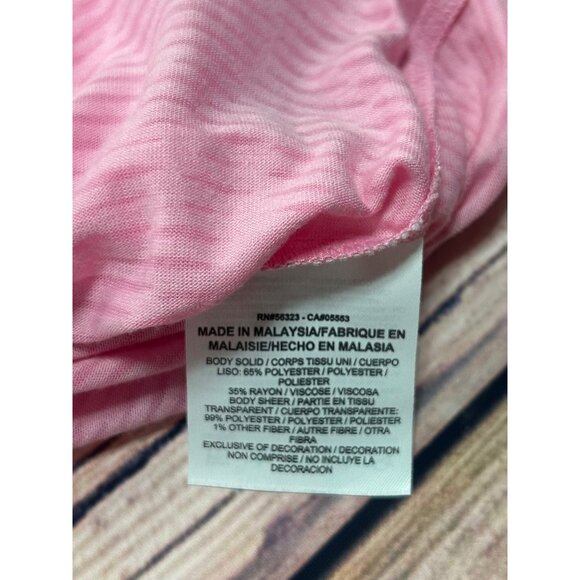 RN#56323 - CA#05553
MADE IN MALAYSIA/FABRIQUE EN
MALAISIE/HECHO EN MALASIA
BODY SOLID / CORPS TISSU UNI / CUERPO
LISO: 65% POLYESTER / POLYESTER /
POLIESTER
35% RAYON / VISCOSE / VISCOSA
BODY SHEER / PARTIE EN TISSU
TRANSPARENT / CUERPO TRANSPARENTE:
99% POLYESTER / POLYESTER / POLIESTER
1% OTHER FIBER / AUTRE FIBRE / OTRA
FIBRA
EXCLUSIVE OF DECORATION / DECORATION
NON COMPRISE / NO INCLUYE LA
DECORACION